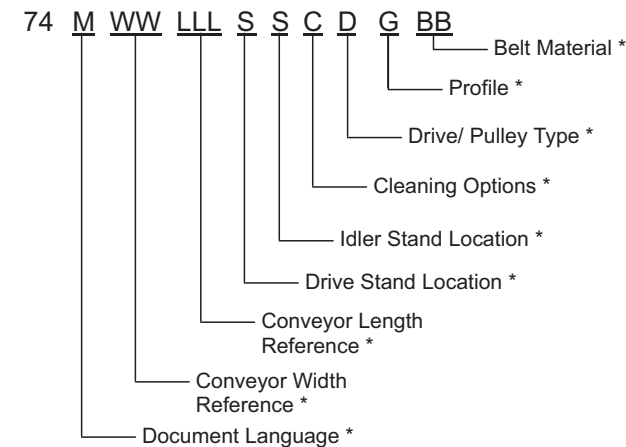 74 M WW LLL S S C D G BB
Belt Material *
Profile *
Drive/ Pulley Type *
Cleaning Options *
Idler Stand Location *
Drive Stand Location *
Conveyor Length
Reference *
Conveyor Width
Reference *
Document Language *